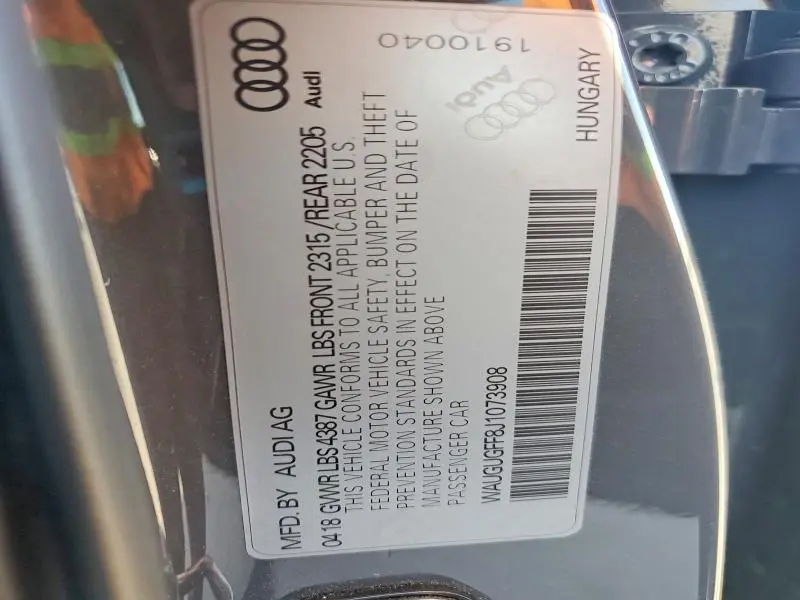 MFD. BY AUDI AG
04 18 GWWR LBS 4387 GAWR LBS FRONT 2315 / REAR 2205
Audi
THIS VEHICLE CONFORMS TO ALL APPLICABLE U.S.
FEDERAL MOTOR VEHICLE SAFETY, BUMPER AND THEFT
PREVENTION STANDARDS IN EFFECT ON THE DATE OF
MANUFACTURE SHOWN ABOVE
PASSENGER CAR
WAUGUGFF8J1073908
HUNGARY
Audi
1910040